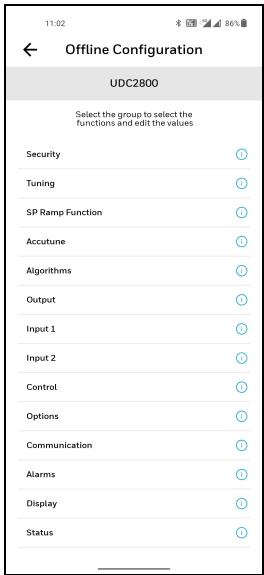 11:02
86%
Offline Configuration
UDC2800
Select the group to select the
functions and edit the values
Security
Tuning
SP Ramp Function
Accutune
Algorithms
Output
Input 1
Input 2
Control
Options
Communication
Alarms
Display
Status